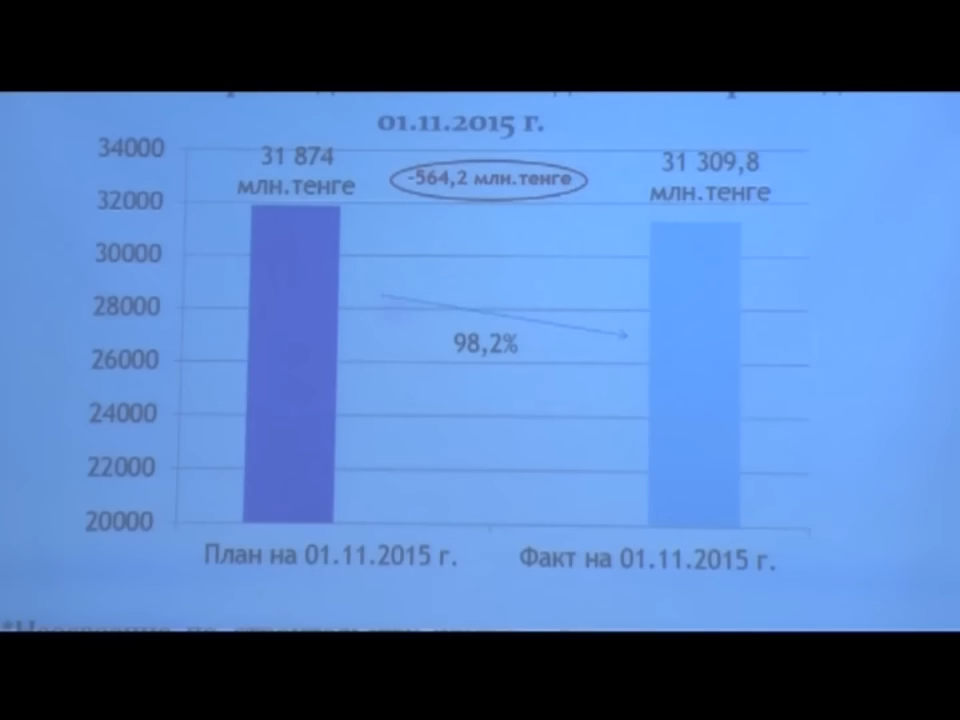 01.11.2015 г.
34000
32000
30000
28000
26000
24000
22000
20000
31 874
млн.тенге
-564,2 млн.тенге
31 309,8
млн.тенге
98,2%
План на 01.11.2015 г.
Факт на 01.11.2015 г.